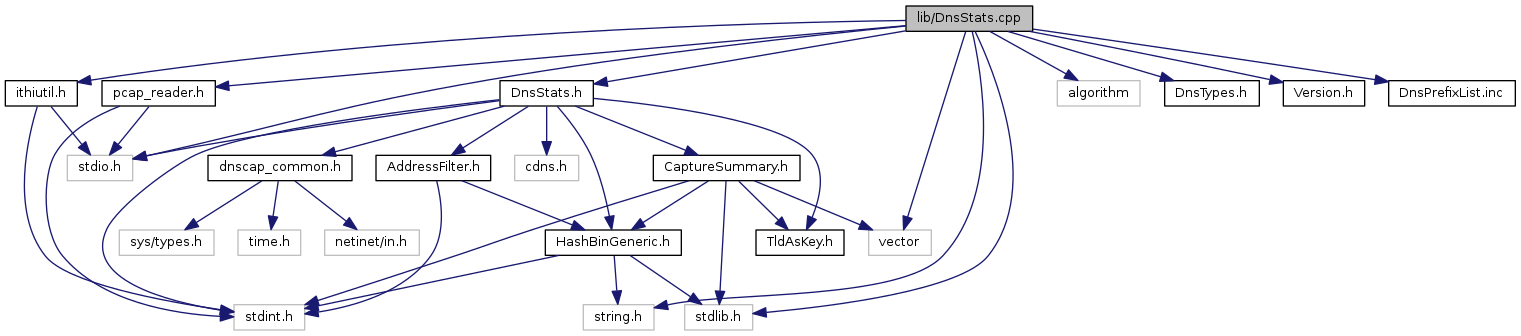 lib/DnsStats.cpp
ithiutil.h
pcap_reader.h
DnsStats.h
algorithm
DnsTypes.h
Version.h
DnsPrefixList.inc
stdio.h
dnscap_common.h
AddressFilter.h
cdns.h
CaptureSummary.h
sys/types.h
time.h
netinet/in.h
HashBinGeneric.h
TldAsKey.h
vector
stdint.h
string.h
stdlib.h